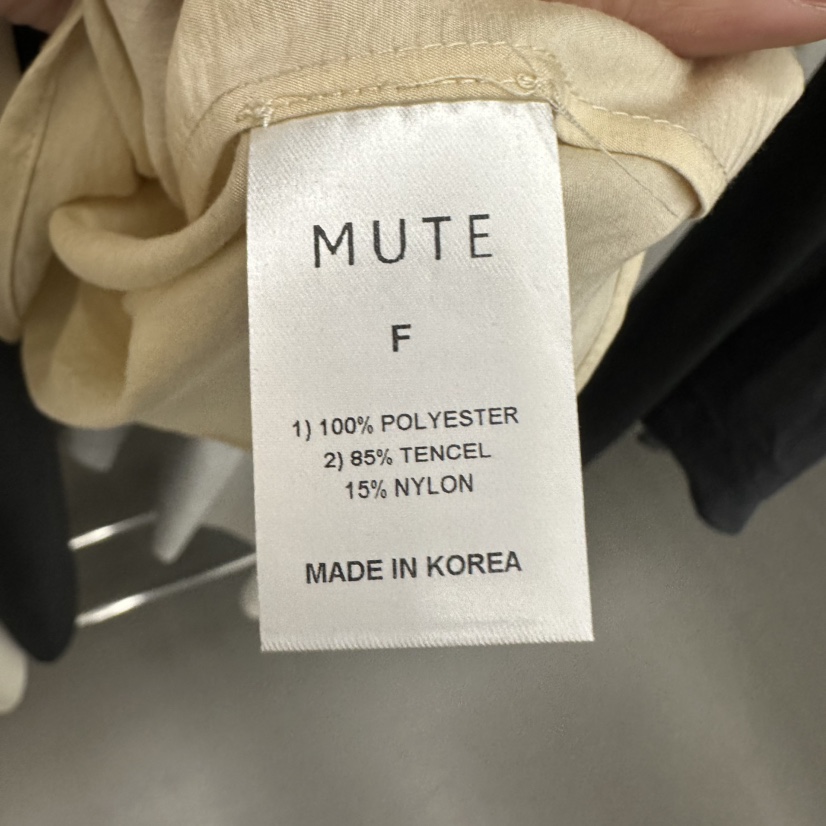 MUTE
F
1) 100% POLYESTER
2) 85% TENCEL
15% NYLON
MADE IN KOREA